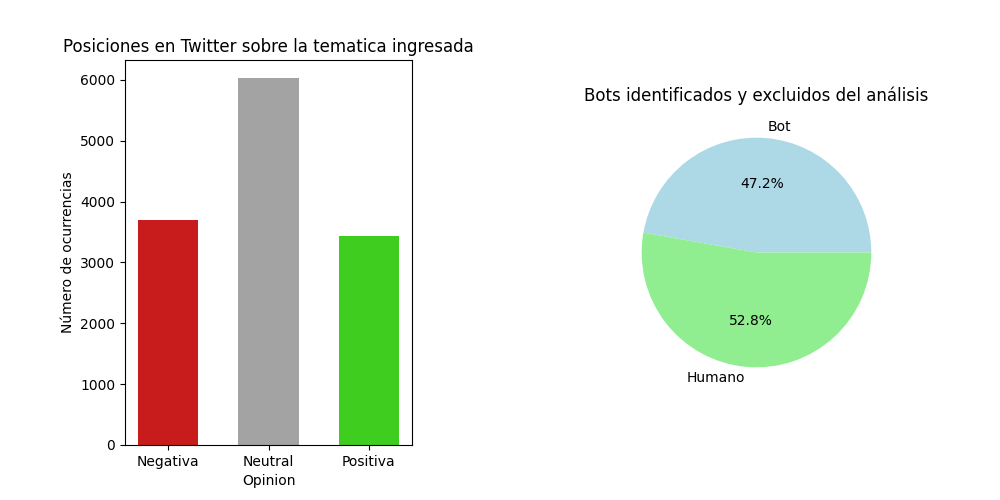 Posiciones en Twitter sobre la tematica ingresada
Número de ocurrencias
6000
5000
4000
3000
2000
1000
0
Negativa
Neutral
Positiva
Opinion
Bots identificados y excluidos del análisis
Bot
47.2%
52.8%
Humano